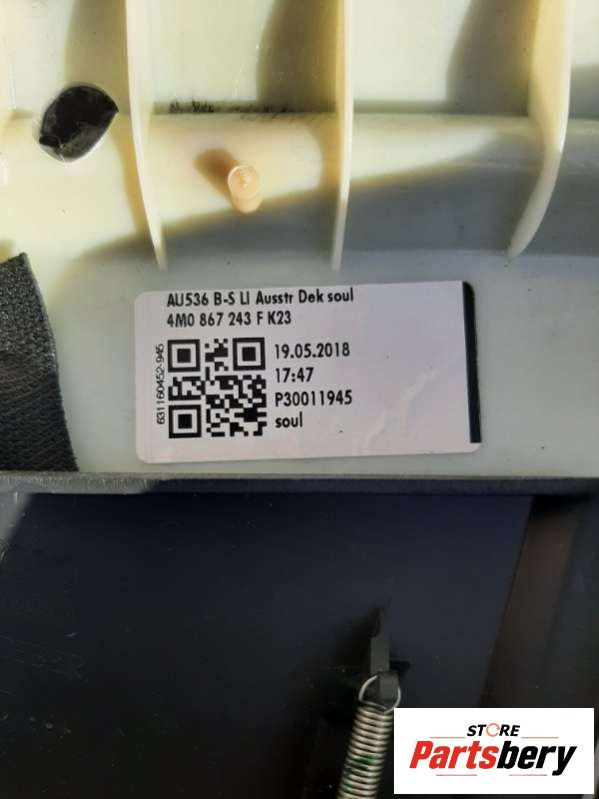 AU536 B-S LI Ausstr Dek soul
4M0 867 243 F K23
631160452-945
19.05.2018
17:47
P30011945
soul
STORE
Partsbery